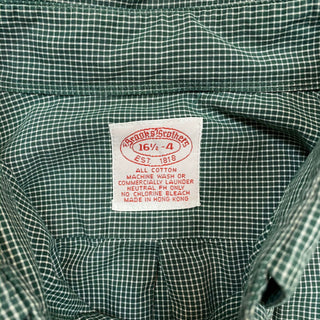 Brooks Brothers
16½-4
EST. 1818
ALL COTTON
MACHINE WASH OR
COMMERCIALLY LAUNDER
NEUTRAL PH ONLY
NO CHLORINE BLEACH
MADE IN HONG KONG